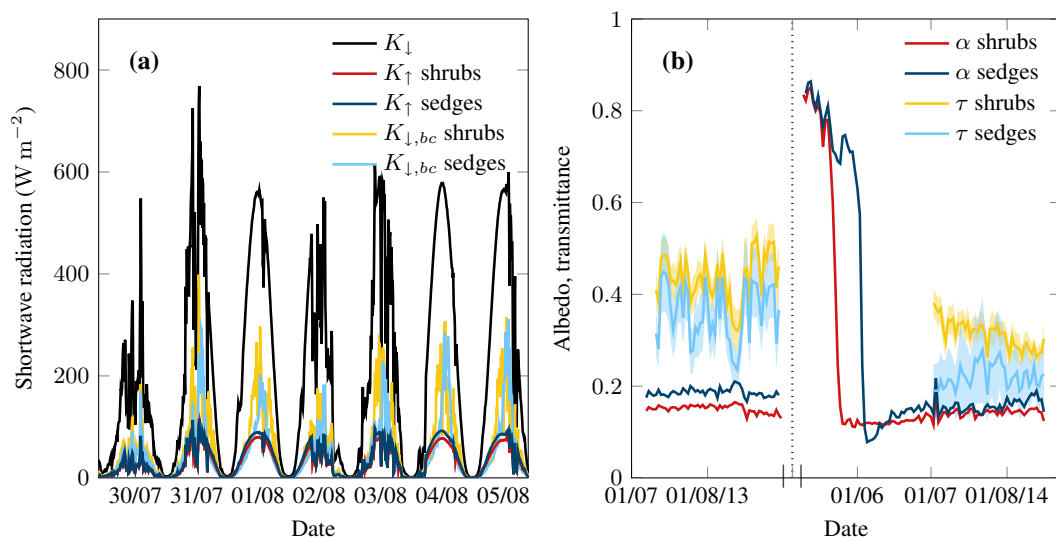 (a)
K↓
K↑ shrubs
K↑ sedges
K↓,bc shrubs
K↓,bc sedges
Shortwave radiation (W m−2)
800
600
400
200
0
30/07 31/07 01/08 02/08 03/08 04/08 05/08
Date
(b)
α shrubs
α sedges
τ shrubs
τ sedges
Albedo, transmittance
1
0.8
0.6
0.4
0.2
0
01/07 01/08/13 01/06 01/07 01/08/14
Date